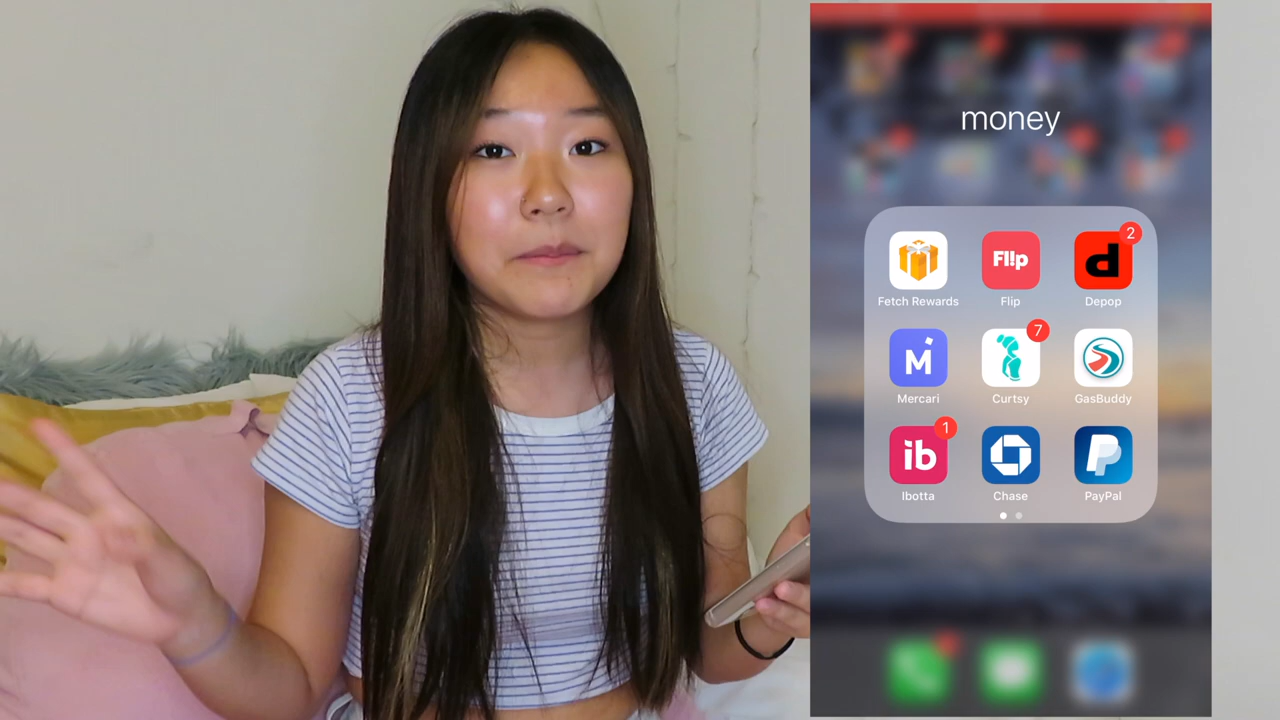 money
Fl!p
d
2
Fetch Rewards
Flip
Depop
M
7
Mercari
Curtsy
GasBuddy
ib
1
P
Ibotta
Chase
PayPal